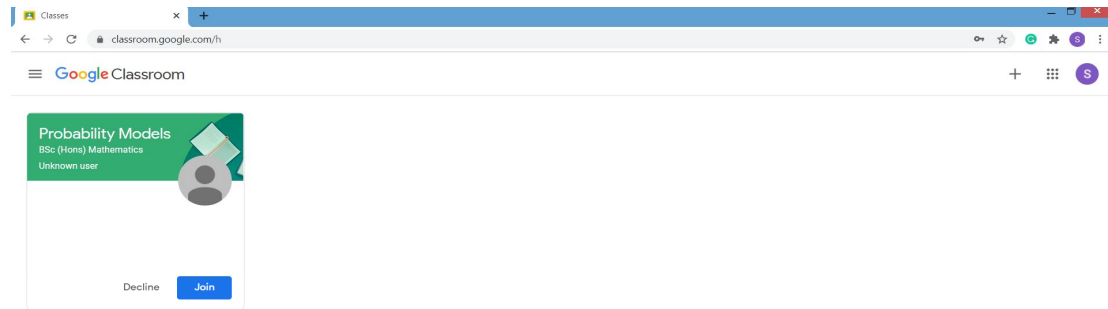 Classes
classroom.google.com/h
Google Classroom
S
S
Probability Models
BSc (Hons) Mathematics
Unknown user
Decline Join